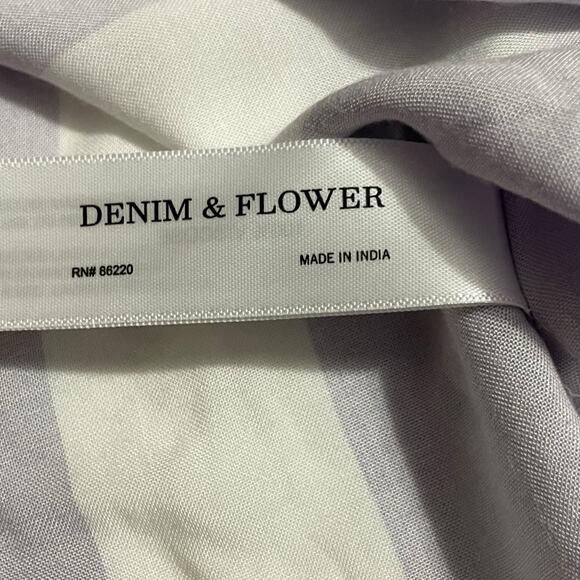 DENIM & FLOWER
RN# 86220
MADE IN INDIA